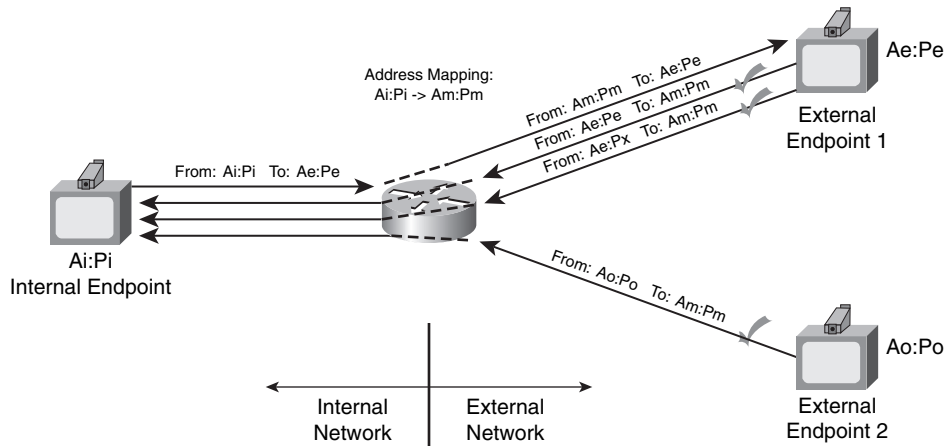 Ae:Pe
External
Endpoint 1
Address Mapping:
Ai:Pi -> Am:Pm
From: Am:Pm To: Ae:Pe
From: Ae:Pe To: Am:Pm
From: Ae:Px To: Am:Pm
From: Ai:Pi To: Ae:Pe
Ai:Pi
Internal Endpoint
From: Ao:Po To: Am:Pm
Ao:Po
External
Endpoint 2
Internal
Network
External
Network